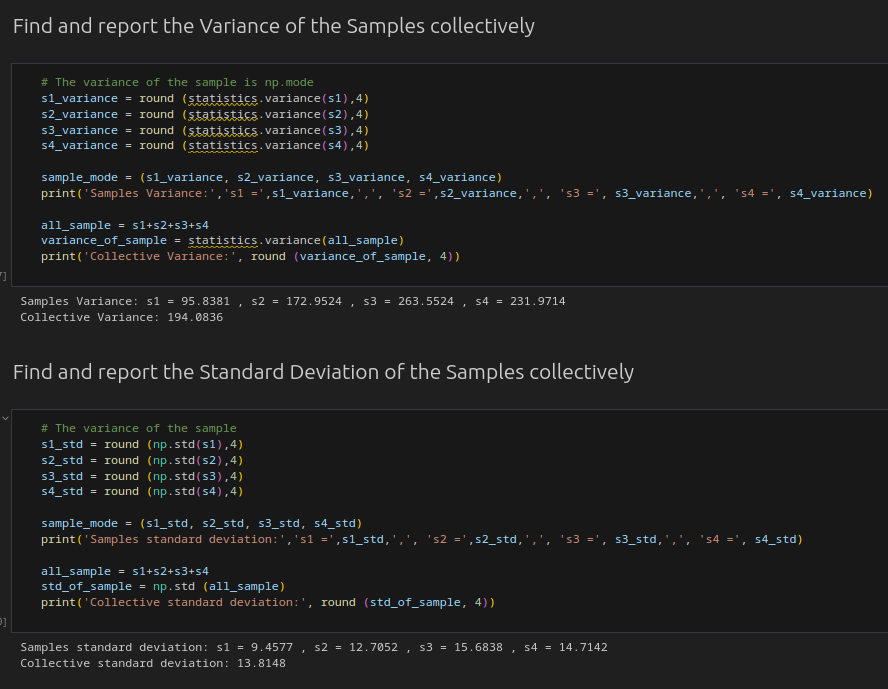 Find and report the Variance of the Samples collectively
# The variance of the sample is np.mode
s1_variance = round (statistics.variance(s1),4)
s2_variance = round (statistics.variance(s2),4)
s3_variance = round (statistics.variance(s3),4)
s4_variance = round (statistics.variance(s4),4)
sample_mode = (s1_variance, s2_variance, s3_variance, s4_variance)
print('Samples Variance:','s1 =',s1_variance,',', 's2 =',s2_variance,',', 's3 =', s3_variance,',', 's4 =', s4_variance)
all_sample = s1+s2+s3+s4
variance_of_sample = statistics.variance(all_sample)
print('Collective Variance:', round (variance_of_sample, 4))
Samples Variance: s1 = 95.8381 , s2 = 172.9524 , s3 = 263.5524 , s4 = 231.9714
Collective Variance: 194.0836
Find and report the Standard Deviation of the Samples collectively
# The variance of the sample
s1_std = round (np.std(s1),4)
s2_std = round (np.std(s2),4)
s3_std = round (np.std(s3),4)
s4_std = round (np.std(s4),4)
sample_mode = (s1_std, s2_std, s3_std, s4_std)
print('Samples standard deviation:','s1 =',s1_std,',', 's2 =',s2_std,',', 's3 =', s3_std,',', 's4 =', s4_std)
all_sample = s1+s2+s3+s4
std_of_sample = np.std (all_sample)
print('Collective standard deviation:', round (std_of_sample, 4))
Samples standard deviation: s1 = 9.4577 , s2 = 12.7052 , s3 = 15.6838 , s4 = 14.7142
Collective standard deviation: 13.8148